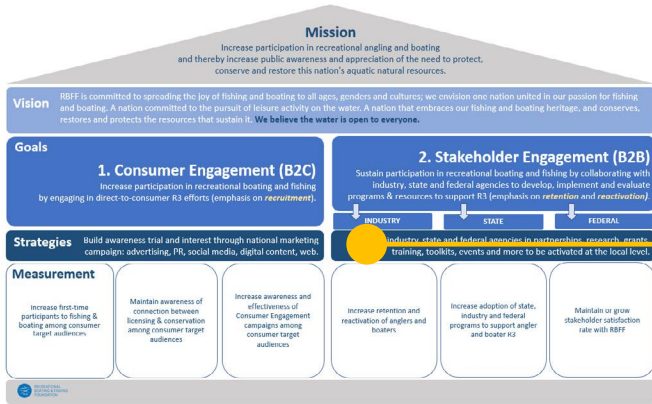 Mission
Increase participation in recreational angling and boating
and thereby increase public awareness and appreciation of the need to protect,
conserve and restore this nation's aquatic natural resources.
Vision
RBFF is committed to spreading the joy of fishing and boating to all ages, genders and cultures; we envision one nation united in our passion for fishing
and boating. A nation committed to the pursuit of leisure activity on the water. A nation that embraces our fishing and boating heritage, and conserves,
restores and protects the resources that sustain it. We believe the water is open to everyone.
Goals
1. Consumer Engagement (B2C)
Increase participation in recreational boating and fishing
by engaging in direct-to-consumer R3 efforts (emphasis on recruitment).
2. Stakeholder Engagement (B2B)
Sustain participation in recreational boating and fishing by collaborating with
industry, state and federal agencies to develop, implement and evaluate
programs & resources to support R3 (emphasis on retention and reactivation).
INDUSTRY
STATE
FEDERAL
Strategies
Build awareness trial and interest through national marketing
campaign: advertising, PR, social media, digital content, web.
industry, state and federal agencies in partnerships, research, grants,
training, toolkits, events and more to be activated at the local level.
Measurement
Increase first-time
participants to fishing &
boating among consumer
target audiences
Maintain awareness of
connection between
licensing & conservation
among consumer target
audiences
Increase awareness and
effectiveness of
Consumer Engagement
campaigns among
consumer target
audiences
Increase retention and
reactivation of anglers and
boaters
Increase adoption of state,
industry and federal
programs to support angler
and boater R3
Maintain or grow
stakeholder satisfaction
rate with RBFF
RECREATIONAL
BOATING & FISHING
FOUNDATION